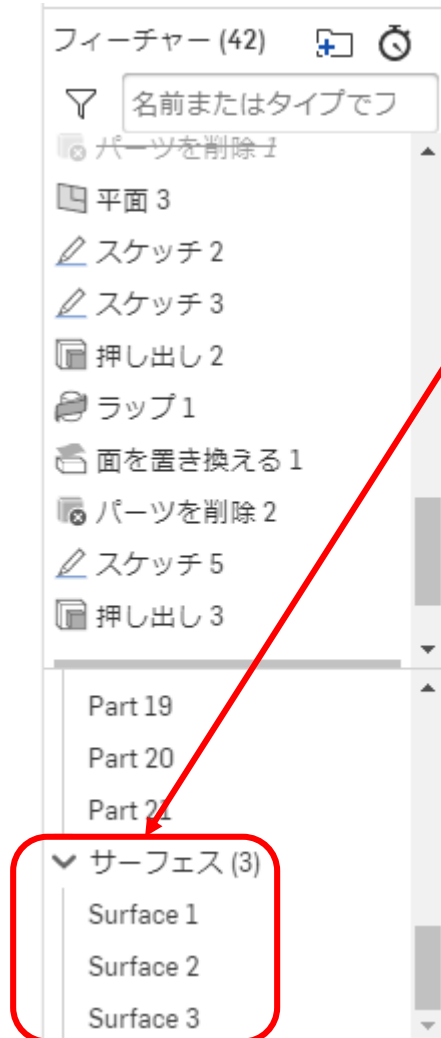 フィーチャー (42)
名前またはタイプでフ
パーツを削除 1
平面 3
スケッチ 2
スケッチ 3
押し出し 2
ラップ 1
面を置き換える 1
パーツを削除 2
スケッチ 5
押し出し 3
Part 19
Part 20
Part 21
サーフェス (3)
Surface 1
Surface 2
Surface 3